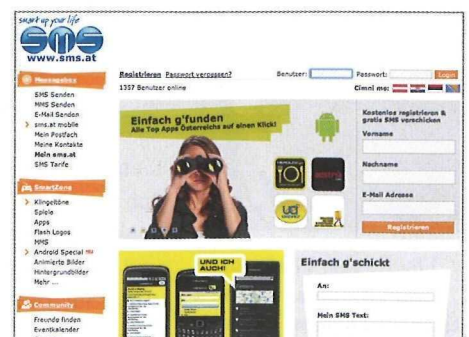 smart up your life
SMS
www.sms.at
Registrieren Passwort vergessen? Benutzer: Passwort: Login
1357 Benutzer online
Messagebox
SMS Senden
MMS Senden
E-Mail Senden
sms.at mobile
Mein Postfach
Meine Kontakte
Mein sms.at
SMS Tarife
SmartZone
Klingeltöne
Spiele
Apps
Flash Logos
MMS
Android Special
Animierte Bilder
Hintergrundbilder
Mehr ...
Community
Freunde finden
Eventkalender
Einfach g'funden
Alle Top Apps Österreichs auf einen Klick!
Kostenlos registrieren &
gratis SMS verschicken
Vorname
Nachname
E-Mail Adresse
Registrieren
UND ICH
AUCH!
Einfach g'schickt
An:
Mein SMS Text: